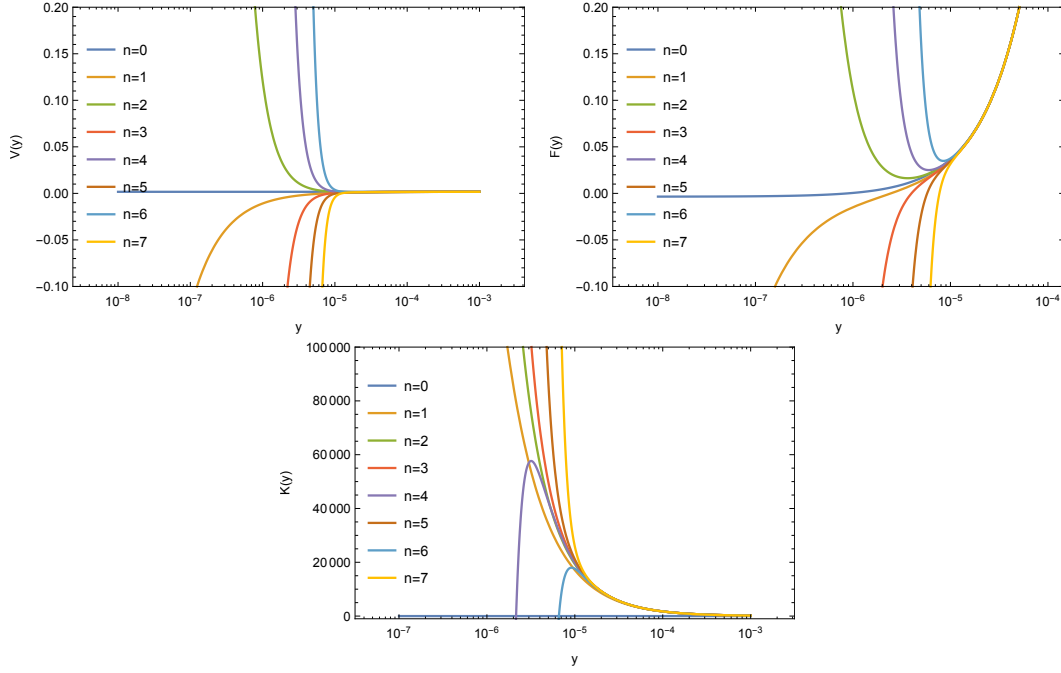 0.20
0.15
0.10
0.05
0.00
−0.05
−0.10
V(y)
n=0
n=1
n=2
n=3
n=4
n=5
n=6
n=7
10⁻⁸ 10⁻⁷ 10⁻⁶ 10⁻⁵ 10⁻⁴ 10⁻³
y
0.20
0.15
0.10
0.05
0.00
−0.05
−0.10
F(y)
n=0
n=1
n=2
n=3
n=4
n=5
n=6
n=7
10⁻⁸ 10⁻⁷ 10⁻⁶ 10⁻⁵ 10⁻⁴
y
100 000
80 000
60 000
40 000
20 000
0
K(y)
n=0
n=1
n=2
n=3
n=4
n=5
n=6
n=7
10⁻⁷ 10⁻⁶ 10⁻⁵ 10⁻⁴ 10⁻³
y